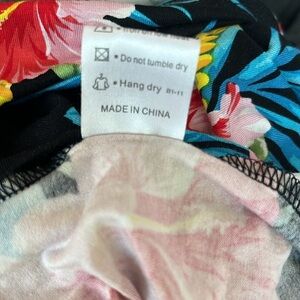 • Do not tumble dry
• Hang dry
MADE IN CHINA